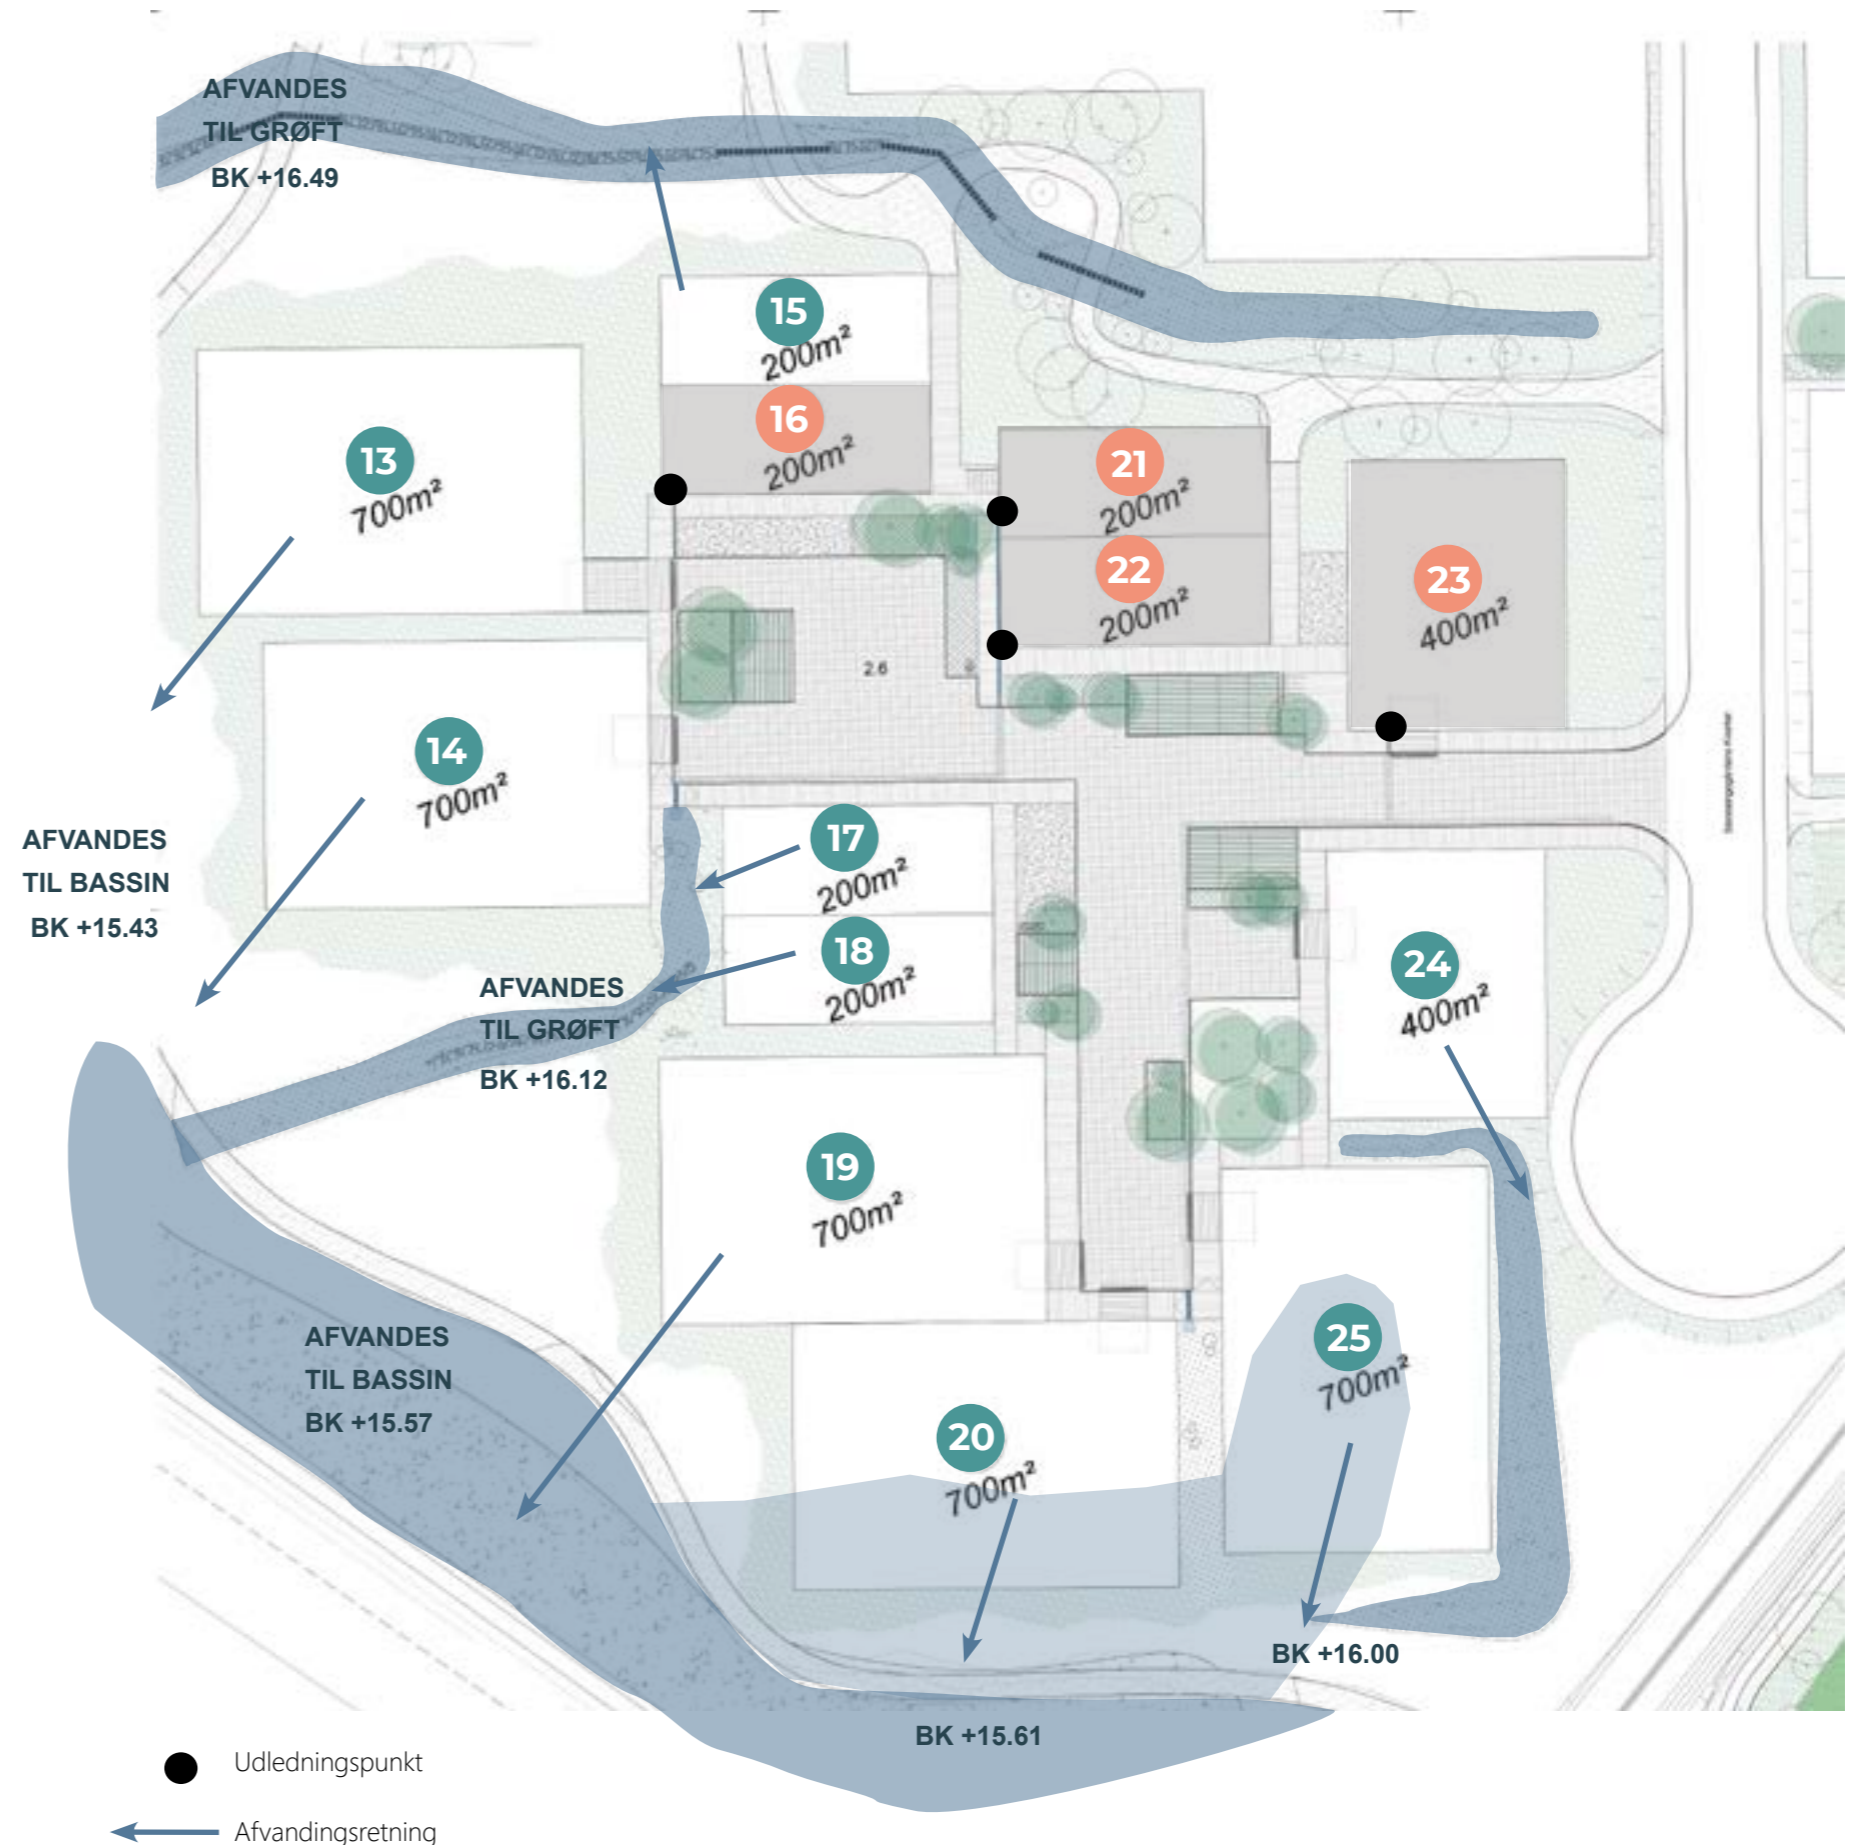 AFVANDES
TIL GRØFT
BK +16.49
15
200m²
16
200m²
13
700m²
21
200m²
22
200m²
23
400m²
2.6
14
700m²
AFVANDES
TIL BASSIN
BK +15.43
17
200m²
18
200m²
24
400m²
AFVANDES
TIL GRØFT
BK +16.12
19
700m²
AFVANDES
TIL BASSIN
BK +15.57
25
700m²
20
700m²
BK +16.00
BK +15.61
Udledningspunkt
Afvandingsretning